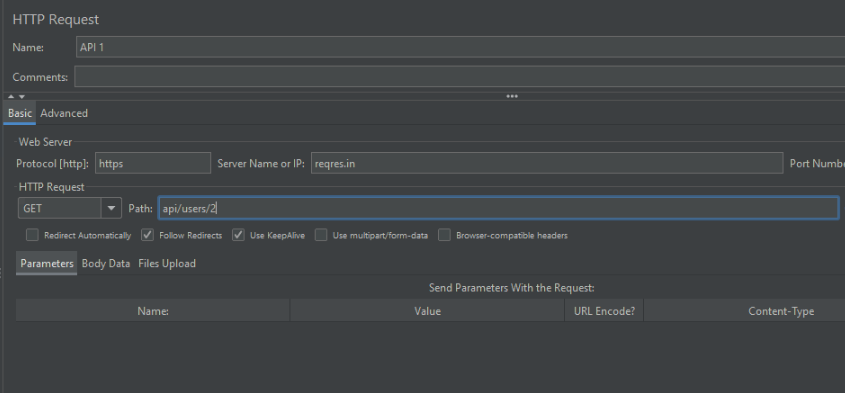 HTTP Request
Name: API 1
Comments:
Basic Advanced
Web Server
Protocol [http]: https Server Name or IP: reqres.in Port Numbe
HTTP Request
GET Path: api/users/2
Redirect Automatically Follow Redirects Use KeepAlive Use multipart/form-data Browser-compatible headers
Parameters Body Data Files Upload
Send Parameters With the Request:
Name: Value URL Encode? Content-Type